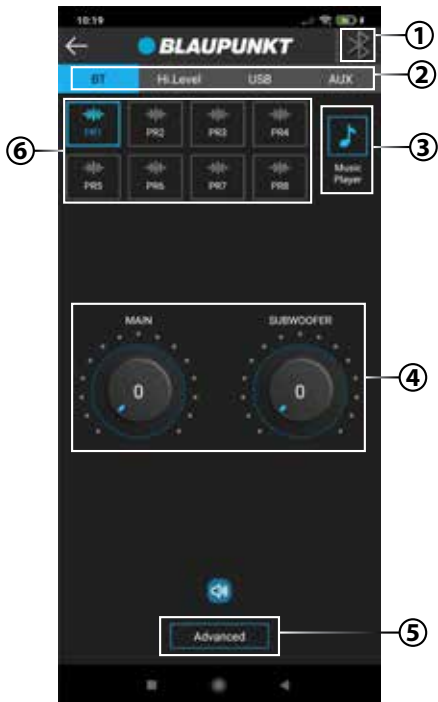 10:19
①
BLAUPUNKT
BT Hi.Level USB AUX
②
⑥
PR1 PR2 PR3 PR4
③
Music
Player
PR5 PR6 PR7 PR8
MAIN SUBWOOFER
0 0
④
Advanced
⑤